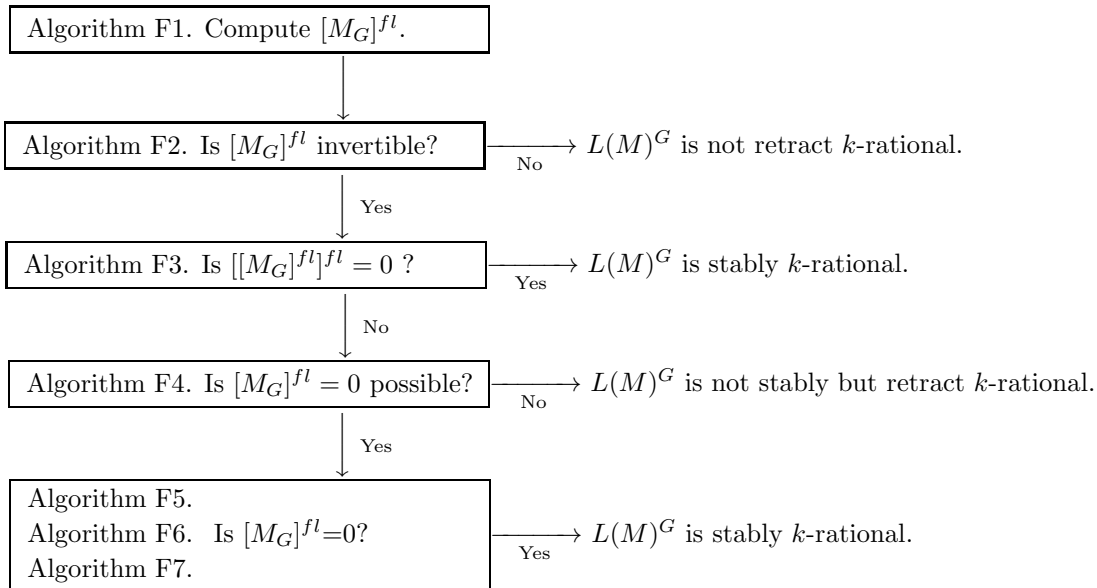 Algorithm F1. Compute [M_G]^{fl}.
Algorithm F2. Is [M_G]^{fl} invertible?
No
L(M)^G is not retract k-rational.
Yes
Algorithm F3. Is [[M_G]^{fl}]^{fl} = 0 ?
Yes
L(M)^G is stably k-rational.
No
Algorithm F4. Is [M_G]^{fl} = 0 possible?
No
L(M)^G is not stably but retract k-rational.
Yes
Algorithm F5.
Algorithm F6. Is [M_G]^{fl}=0?
Yes
L(M)^G is stably k-rational.
Algorithm F7.